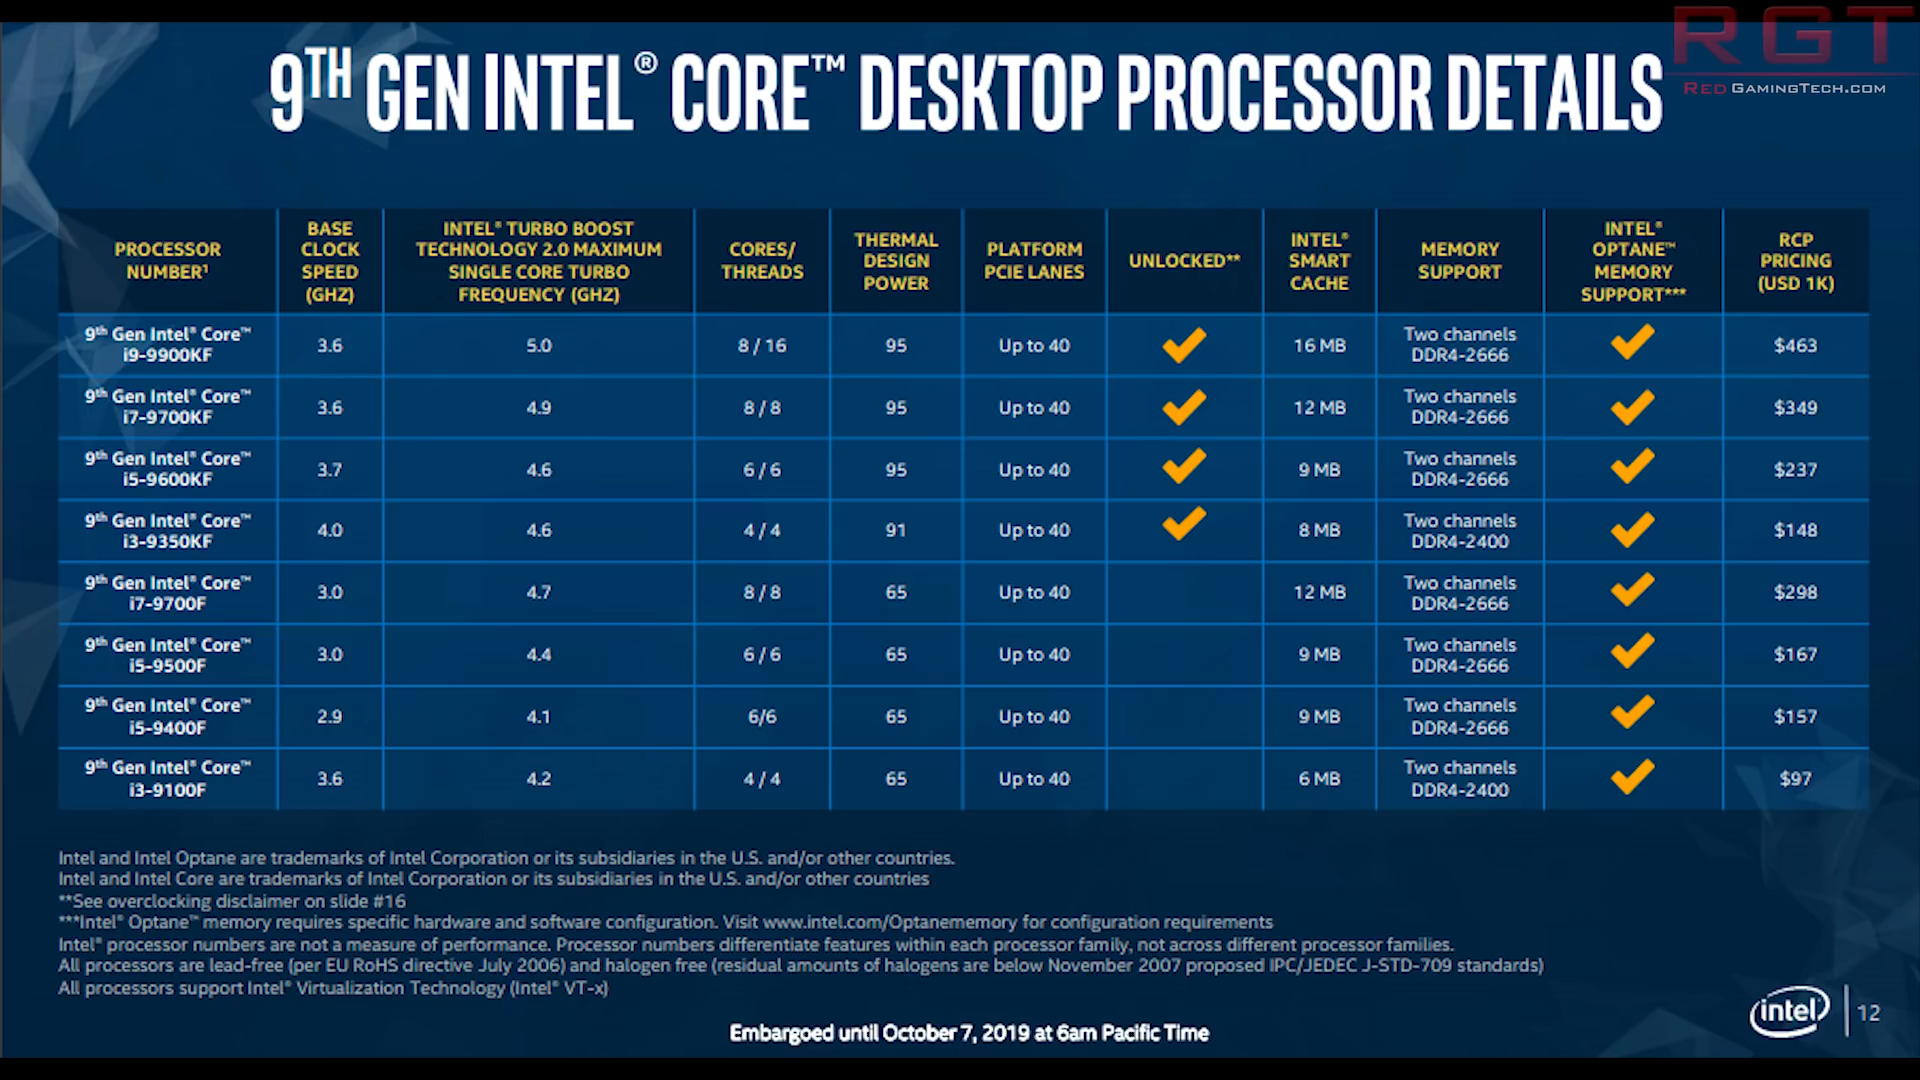 RGT
RED GAMINGTECH.COM
9TH GEN INTEL® CORE™ DESKTOP PROCESSOR DETAILS
PROCESSOR NUMBER¹
BASE CLOCK SPEED (GHZ)
INTEL® TURBO BOOST TECHNOLOGY 2.0 MAXIMUM SINGLE CORE TURBO FREQUENCY (GHZ)
CORES/ THREADS
THERMAL DESIGN POWER
PLATFORM PCIE LANES
UNLOCKED**
INTEL® SMART CACHE
MEMORY SUPPORT
INTEL® OPTANE™ MEMORY SUPPORT***
RCP PRICING (USD 1K)
9th Gen Intel® Core™ i9-9900KF 3.6 5.0 8 / 16 95 Up to 40 ✓ 16 MB Two channels DDR4-2666 ✓ $463
9th Gen Intel® Core™ i7-9700KF 3.6 4.9 8 / 8 95 Up to 40 ✓ 12 MB Two channels DDR4-2666 ✓ $349
9th Gen Intel® Core™ i5-9600KF 3.7 4.6 6 / 6 95 Up to 40 ✓ 9 MB Two channels DDR4-2666 ✓ $237
9th Gen Intel® Core™ i3-9350KF 4.0 4.6 4 / 4 91 Up to 40 ✓ 8 MB Two channels DDR4-2400 ✓ $148
9th Gen Intel® Core™ i7-9700F 3.0 4.7 8 / 8 65 Up to 40 12 MB Two channels DDR4-2666 ✓ $298
9th Gen Intel® Core™ i5-9500F 3.0 4.4 6 / 6 65 Up to 40 9 MB Two channels DDR4-2666 ✓ $167
9th Gen Intel® Core™ i5-9400F 2.9 4.1 6/6 65 Up to 40 9 MB Two channels DDR4-2666 ✓ $157
9th Gen Intel® Core™ i3-9100F 3.6 4.2 4 / 4 65 Up to 40 6 MB Two channels DDR4-2400 ✓ $97
Intel and Intel Optane are trademarks of Intel Corporation or its subsidiaries in the U.S. and/or other countries.
Intel and Intel Core are trademarks of Intel Corporation or its subsidiaries in the U.S. and/or other countries
**See overclocking disclaimer on slide #16
***Intel® Optane™ memory requires specific hardware and software configuration. Visit www.intel.com/Optanememory for configuration requirements
Intel® processor numbers are not a measure of performance. Processor numbers differentiate features within each processor family, not across different processor families.
All processors are lead-free (per EU RoHS directive July 2006) and halogen free (residual amounts of halogens are below November 2007 proposed IPC/JEDEC J-STD-709 standards)
All processors support Intel® Virtualization Technology (Intel® VT-x)
intel 12
Embargoed until October 7, 2019 at 6am Pacific Time